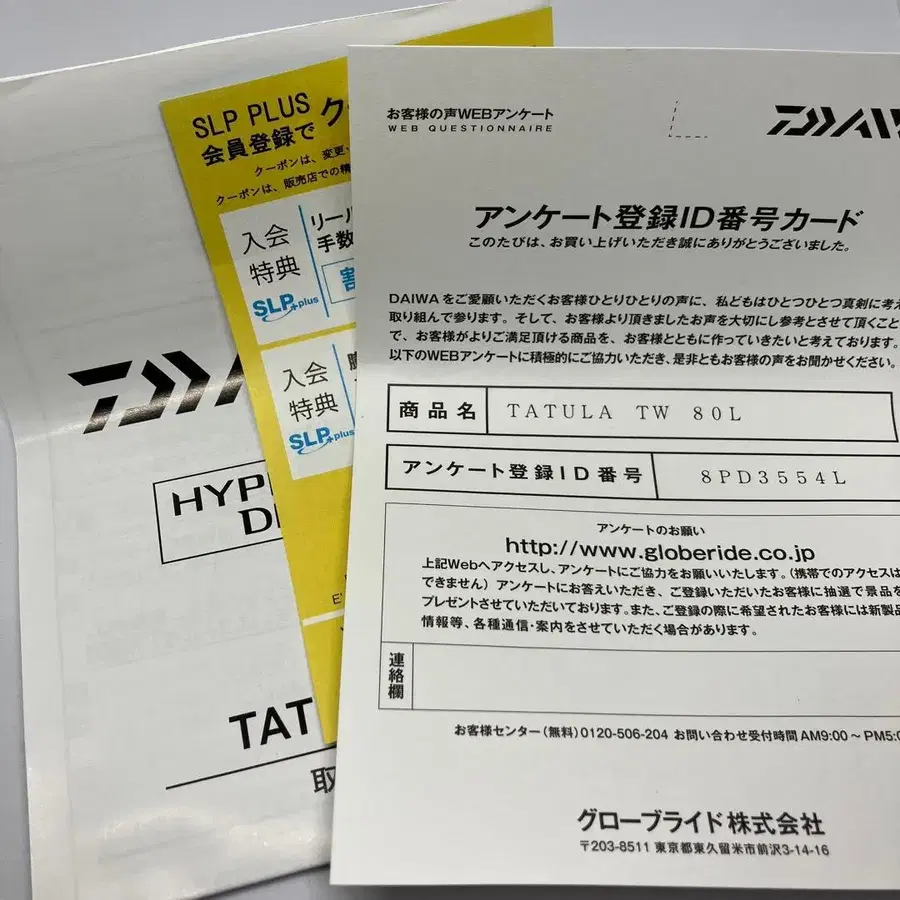 SLP PLUS
会員登録で ク
クーポンは、変更、
クーポンは、販売店での精
入会
特典
SLP+plus
リール
手数
割
入会
特典
SLP+plus
DAIWA
HYP
D
TAT
取
お客様の声WEBアンケート
WEB QUESTIONNAIRE
DAIW
アンケート登録ID番号カード
このたびは、お買い上げいただき誠にありがとうございました。
DAIWAをご愛顧いただくお客様ひとりひとりの声に、私どもはひとつひとつ真剣に考え
取り組んで参ります。そして、お客様より頂きましたお声を大切にし参考とさせて頂くこと
で、お客様がよりご満足頂ける商品を、お客様とともに作っていきたいと考えております。
以下のWEBアンケートに積極的にご協力いただき、是非ともお客様の声をお聞かせください。
商品名 TATULA TW 80L
アンケート登録ID番号 8PD3554L
アンケートのお願い
http://www.globeride.co.jp
上記Webへアクセスし、アンケートにご協力をお願いいたします。(携帯でのアクセスは
できません)アンケートにお答えいただき、ご登録いただいたお客様に抽選で景品を
プレゼントさせていただいております。また、ご登録の際に希望されたお客様には新製品
情報等、各種通信・案内をさせていただく場合があります。
連絡欄
お客様センター(無料)0120-506-204 お問い合わせ受付時間 AM9:00～PM5:0
グローブライド株式会社
〒203-8511 東京都東久留米市前沢3-14-16